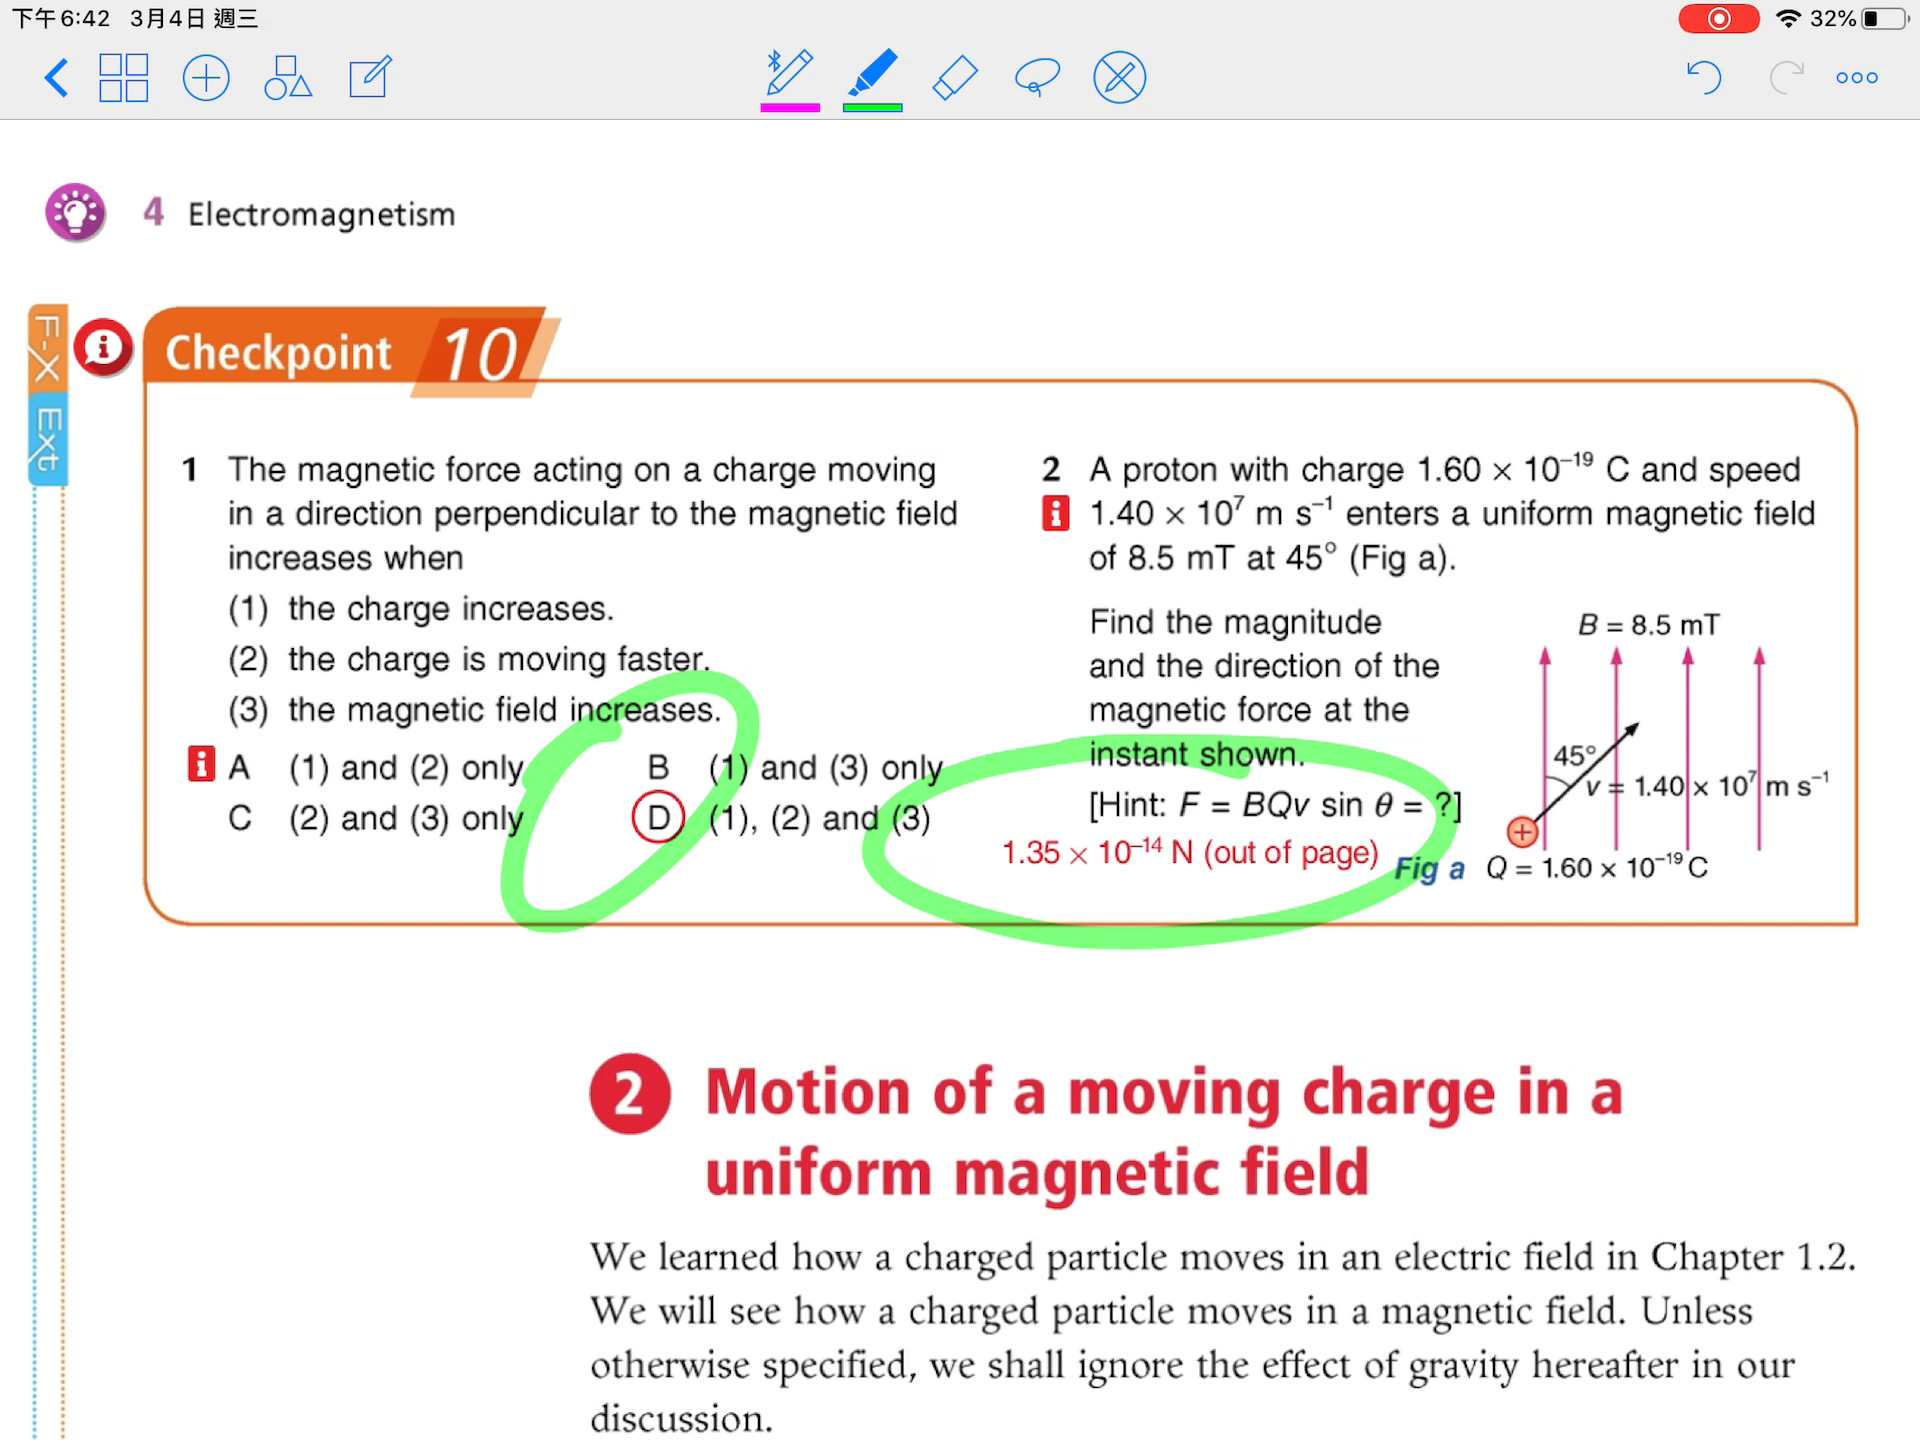 下午6:42 3月4日 週三
32%
4 Electromagnetism
F-X
Ext
Checkpoint 10
1 The magnetic force acting on a charge moving
in a direction perpendicular to the magnetic field
increases when
(1) the charge increases.
(2) the charge is moving faster.
(3) the magnetic field increases.
A (1) and (2) only B (1) and (3) only
C (2) and (3) only D (1), (2) and (3)
2 A proton with charge 1.60 × 10⁻¹⁹ C and speed
1.40 × 10⁷ m s⁻¹ enters a uniform magnetic field
of 8.5 mT at 45° (Fig a).
Find the magnitude
and the direction of the
magnetic force at the
instant shown.
[Hint: F = BQv sin θ = ?]
1.35 × 10⁻¹⁴ N (out of page)
B = 8.5 mT
45°
v = 1.40 × 10⁷ m s⁻¹
+
Fig a Q = 1.60 × 10⁻¹⁹ C
2 Motion of a moving charge in a
uniform magnetic field
We learned how a charged particle moves in an electric field in Chapter 1.2.
We will see how a charged particle moves in a magnetic field. Unless
otherwise specified, we shall ignore the effect of gravity hereafter in our
discussion.